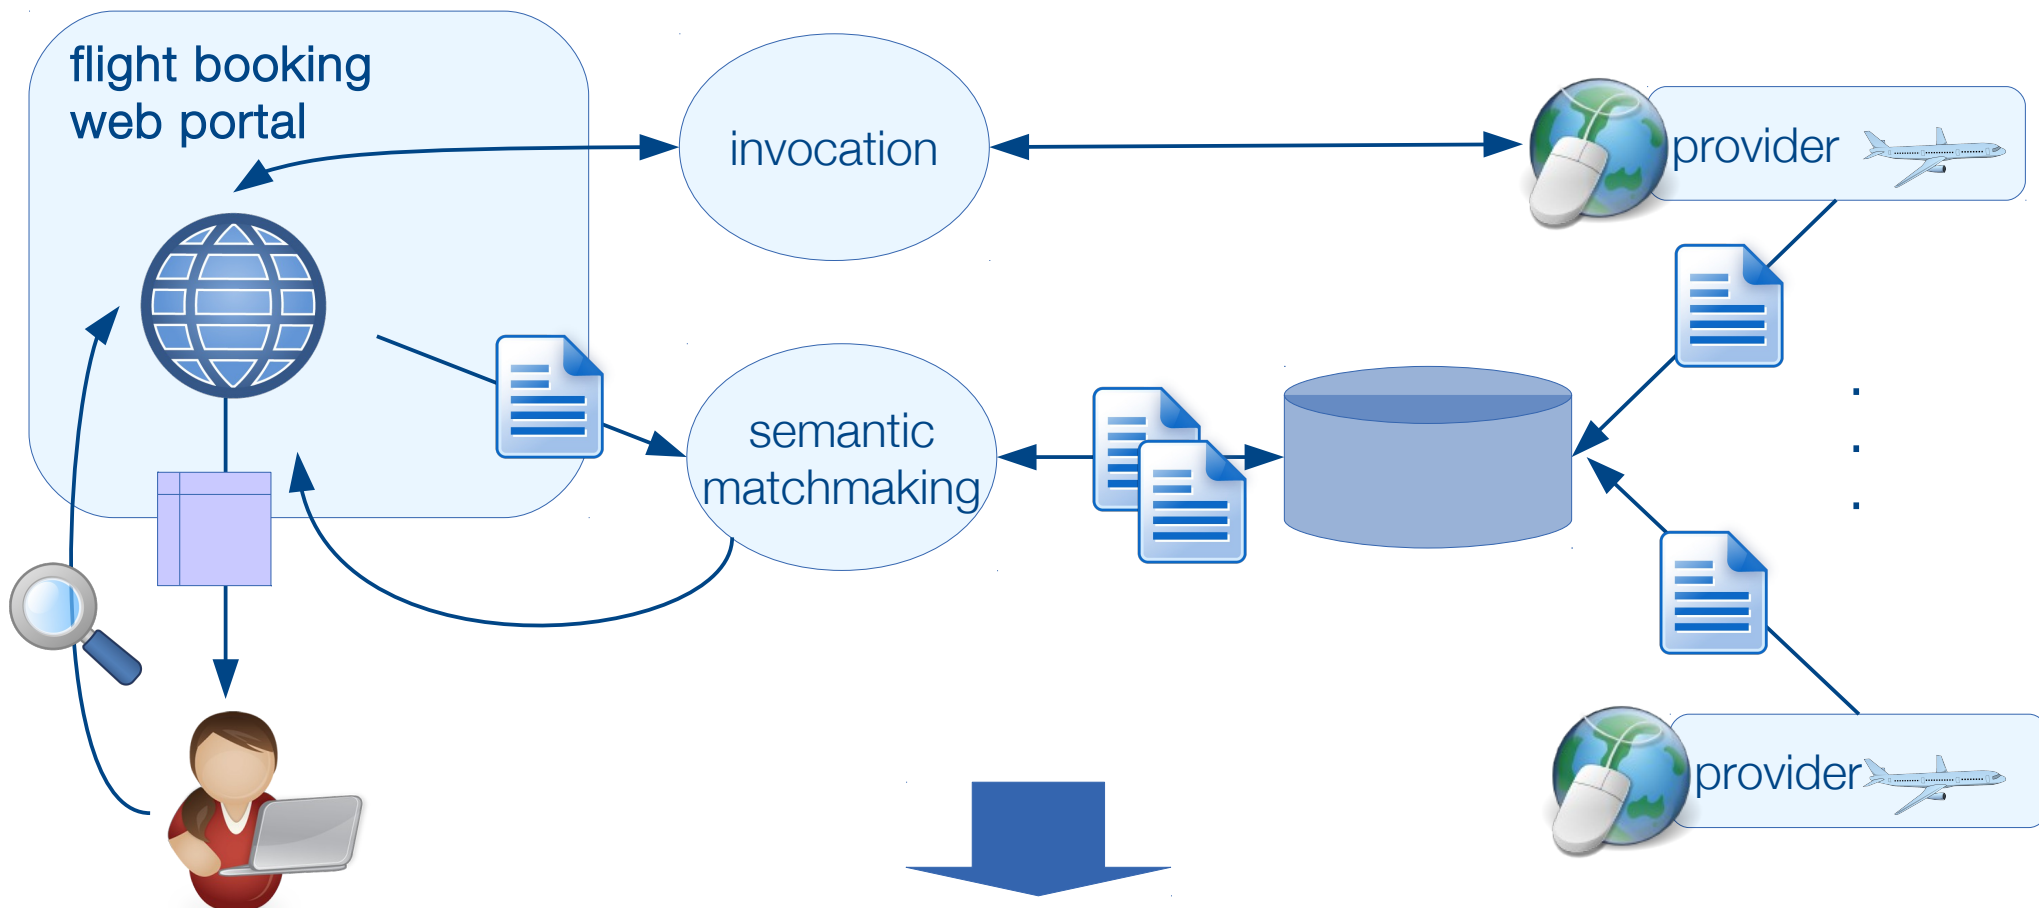 flight booking
web portal
invocation
provider
semantic
matchmaking
.
.
.
provider